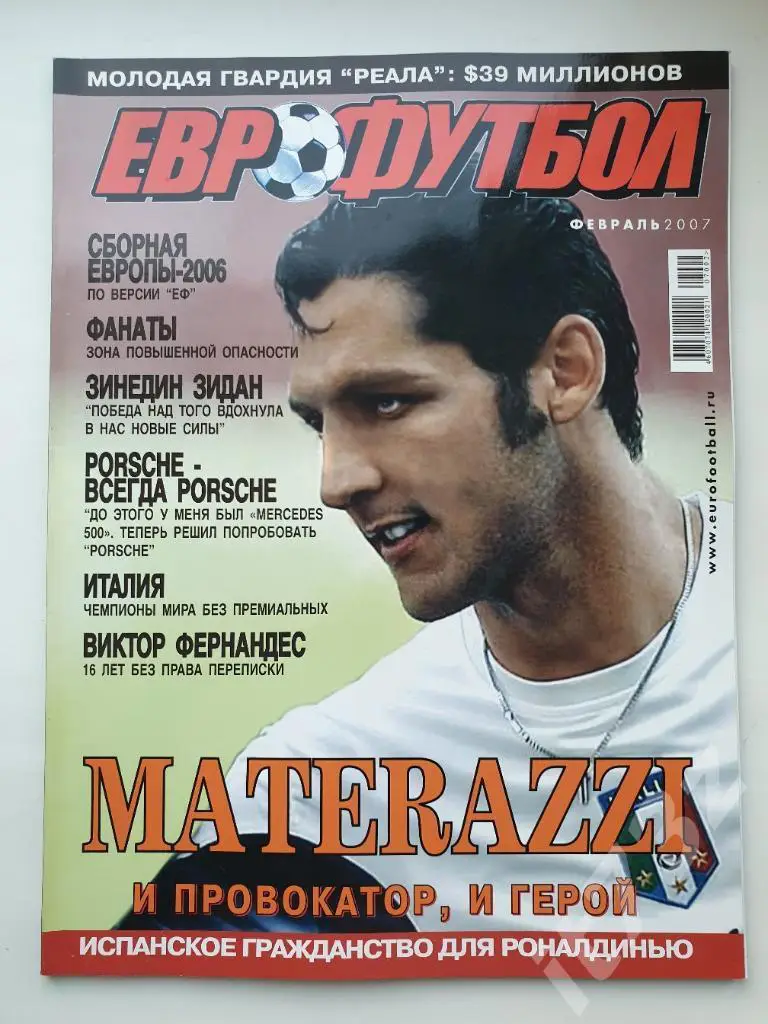 МОЛОДАЯ ГВАРДИЯ "РЕАЛА": $39 МИЛЛИОНОВ
ЕВРОФУТБОЛ
ФЕВРАЛЬ 2007
СБОРНАЯ
ЕВРОПЫ-2006
ПО ВЕРСИИ "ЕФ"
ФАНАТЫ
ЗОНА ПОВЫШЕННОЙ ОПАСНОСТИ
ЗИНЕДИН ЗИДАН
"ПОБЕДА НАД ТОГО ВДОХНУЛА
В НАС НОВЫЕ СИЛЫ"
PORSCHE -
ВСЕГДА PORSCHE
"ДО ЭТОГО У МЕНЯ БЫЛ «MERCEDES
500». ТЕПЕРЬ РЕШИЛ ПОПРОБОВАТЬ
"PORSCHE"
ИТАЛИЯ
ЧЕМПИОНЫ МИРА БЕЗ ПРЕМИАЛЬНЫХ
ВИКТОР ФЕРНАНДЕС
16 ЛЕТ БЕЗ ПРАВА ПЕРЕПИСКИ
www.eurofootball.ru
MATERAZZI
И ПРОВОКАТОР, И ГЕРОЙ
ИСПАНСКОЕ ГРАЖДАНСТВО ДЛЯ РОНАЛДИНЬЮ